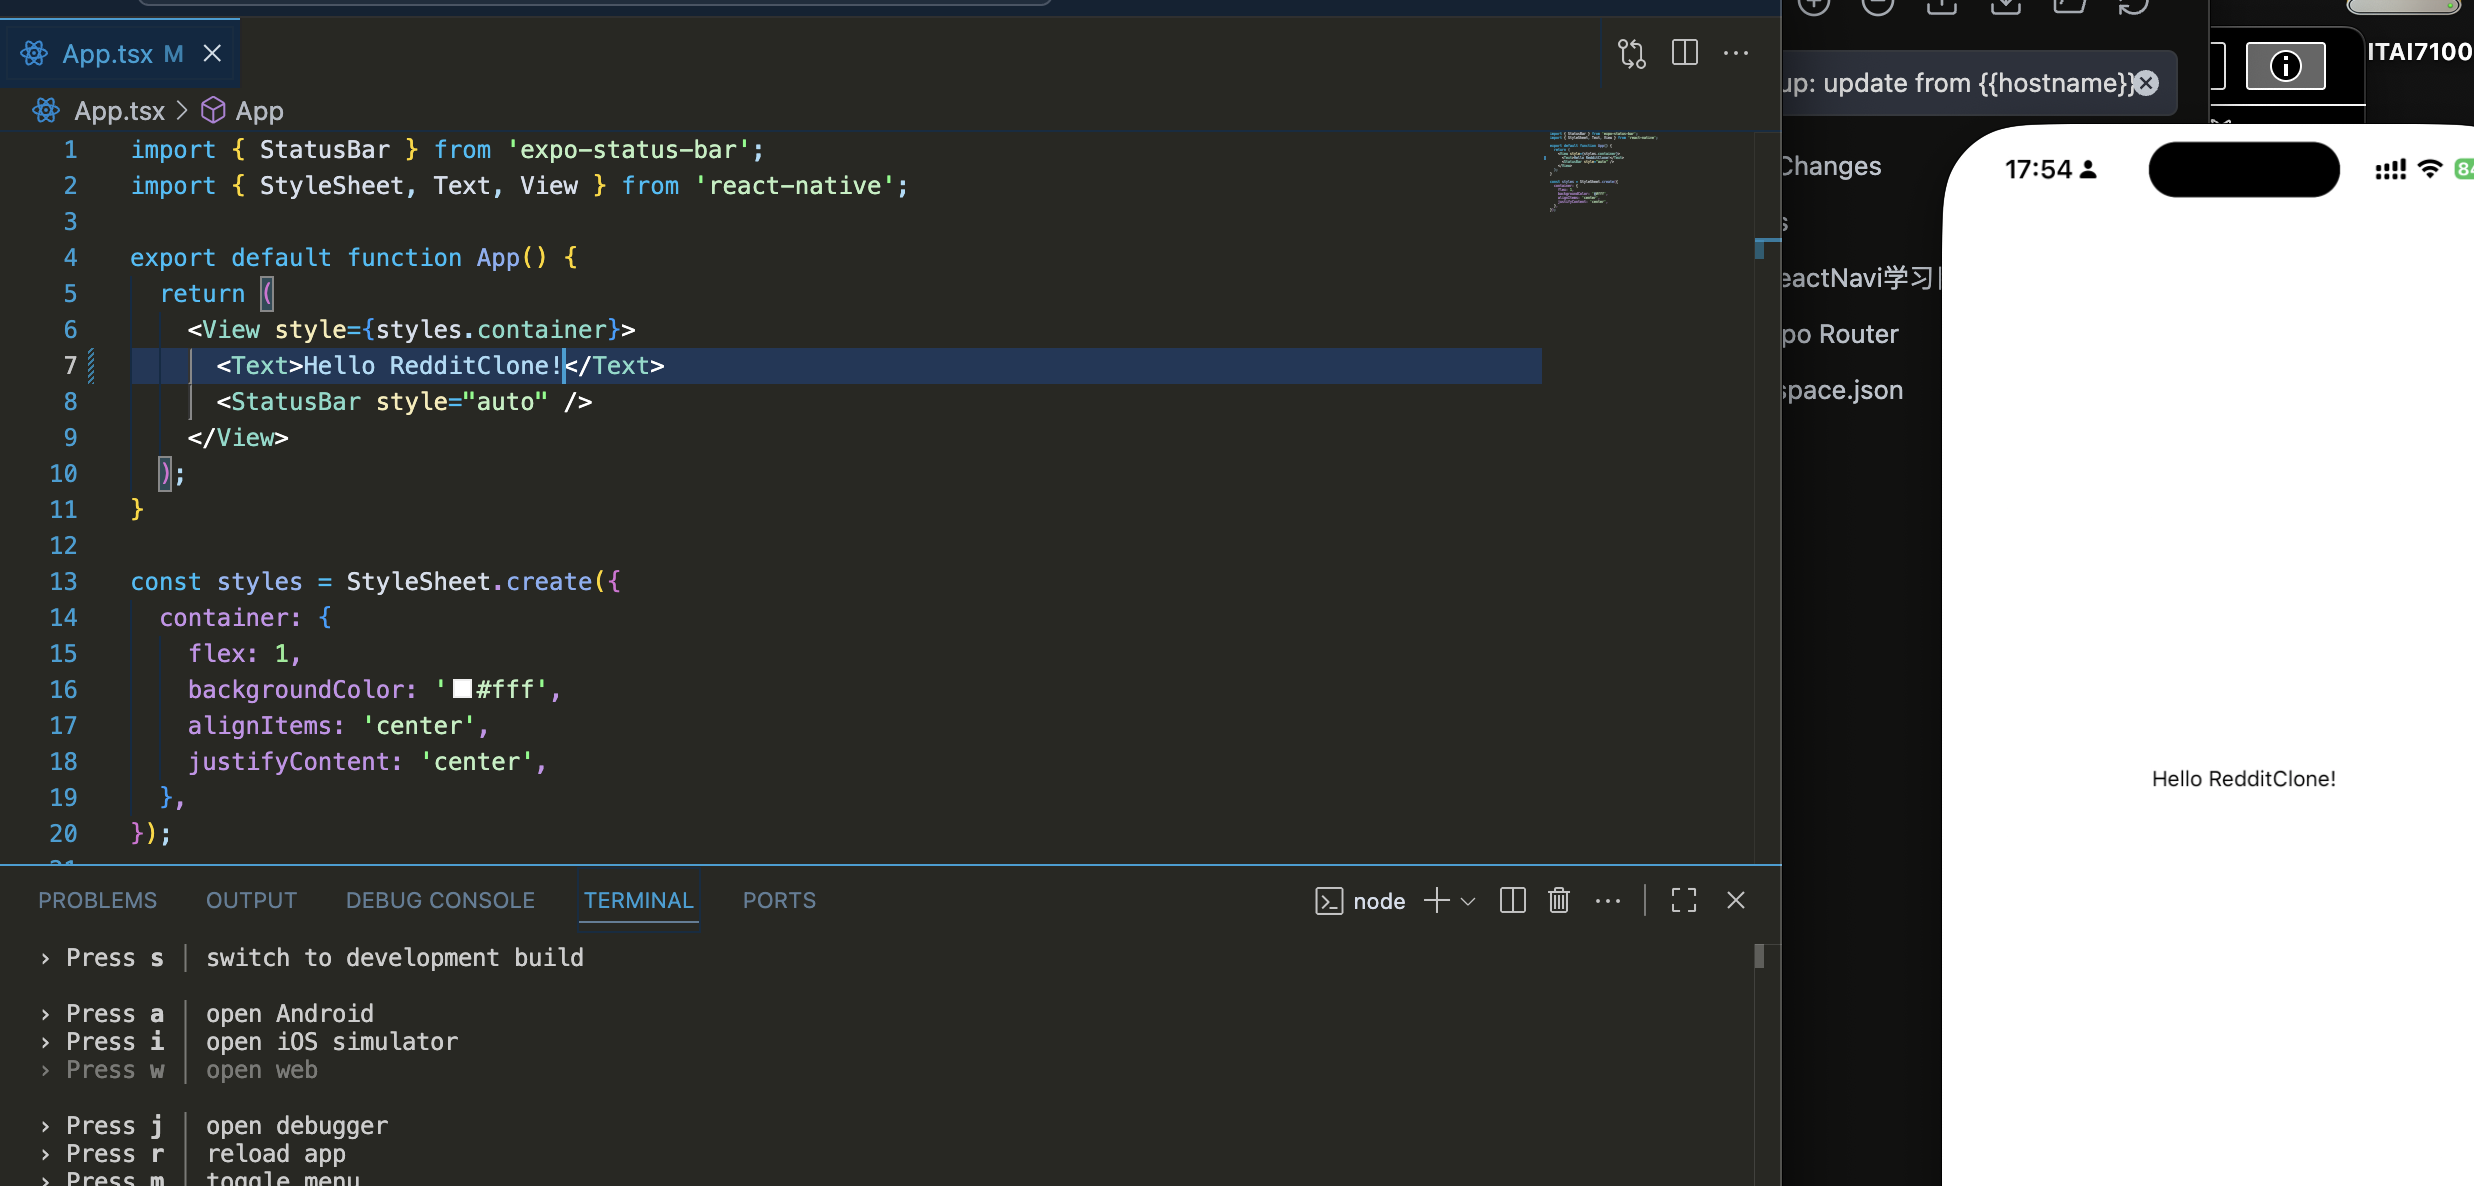 App.tsx M
App.tsx > App
1 import { StatusBar } from 'expo-status-bar';
2 import { StyleSheet, Text, View } from 'react-native';
3
4 export default function App() {
5 return (
6 <View style={styles.container}>
7 <Text>Hello RedditClone!</Text>
8 <StatusBar style="auto" />
9 </View>
10 );
11 }
12
13 const styles = StyleSheet.create({
14 container: {
15 flex: 1,
16 backgroundColor: '#fff',
17 alignItems: 'center',
18 justifyContent: 'center',
19 },
20 });
PROBLEMS OUTPUT DEBUG CONSOLE TERMINAL PORTS
node
› Press s │ switch to development build
› Press a │ open Android
› Press i │ open iOS simulator
› Press w │ open web
› Press j │ open debugger
› Press r │ reload app
› Press m │ toggle menu
up: update from {{hostname}}
ITAI7100
Changes
s
eactNavi学习
po Router
space.json
17:54
84
Hello RedditClone!